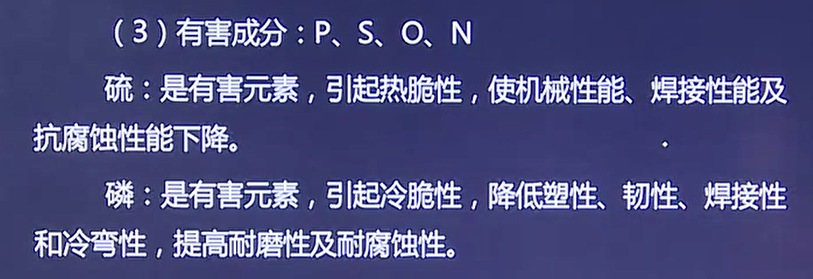 （3）有害成分：P、S、O、N
硫：是有害元素，引起热脆性，使机械性能、焊接性能及
抗腐蚀性能下降。
磷：是有害元素，引起冷脆性，降低塑性、韧性、焊接性
和冷弯性，提高耐磨性及耐腐蚀性。